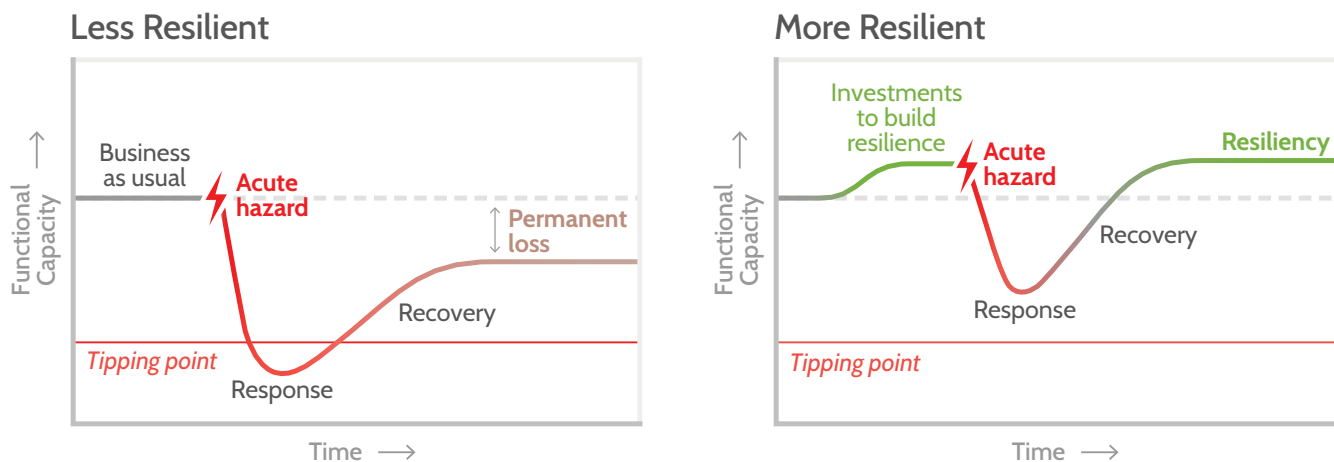 Less Resilient
Functional
Capacity
Business
as usual
Acute
hazard
Permanent
loss
Recovery
Tipping point
Response
Time
More Resilient
Functional
Capacity
Investments
to build
resilience
Acute
hazard
Resiliency
Recovery
Response
Tipping point
Time